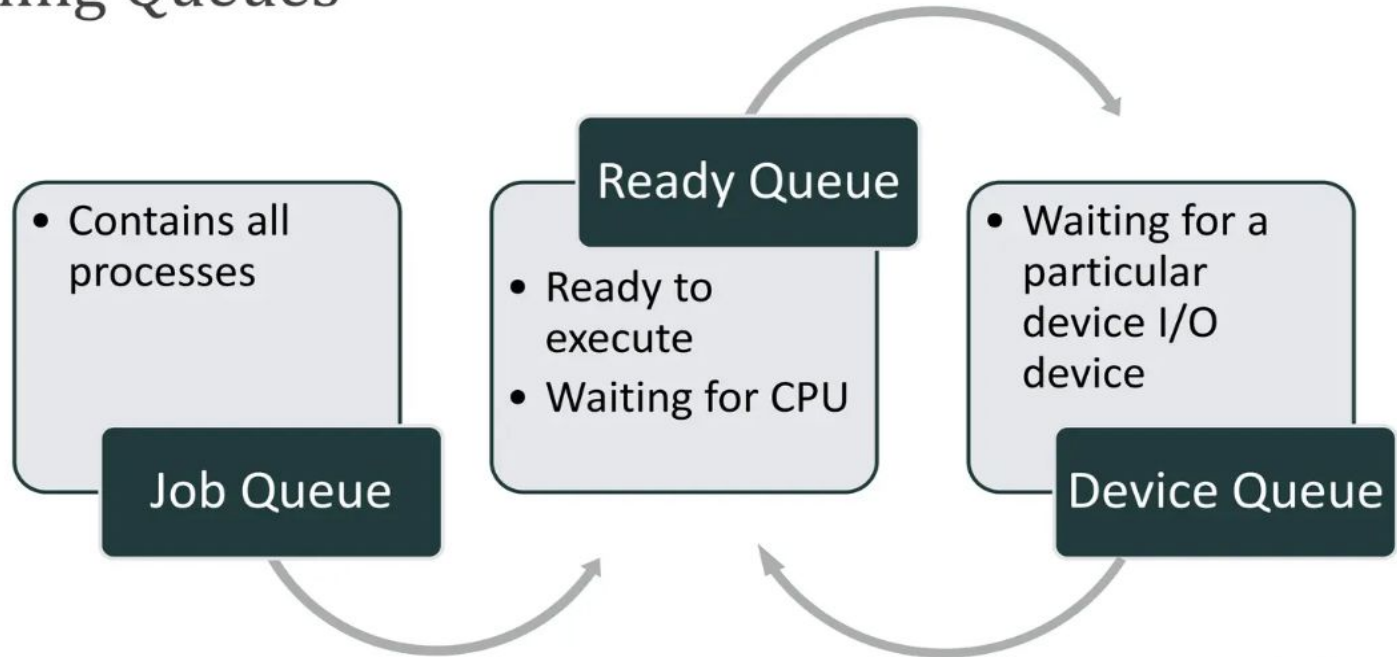 Queues
• Contains all
processes
Job Queue
Ready Queue
• Ready to
execute
• Waiting for CPU
• Waiting for a
particular
device I/O
device
Device Queue